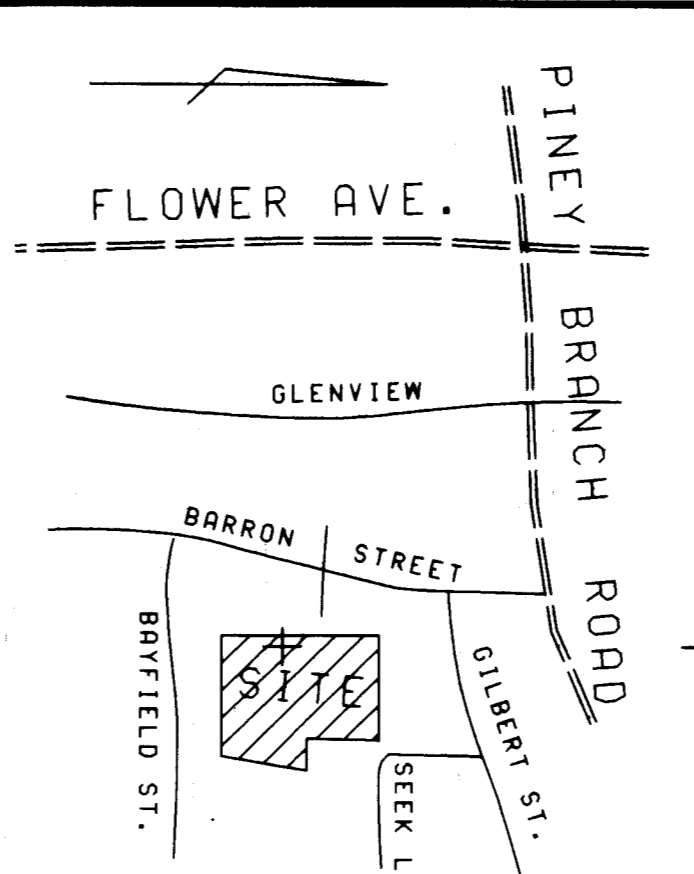 FLOWER AVE.
PINEY BRANCH ROAD
GLENVIEW
BARRON STREET
BAYFIELD ST.
SITE
GILBERT ST.
SEEK L